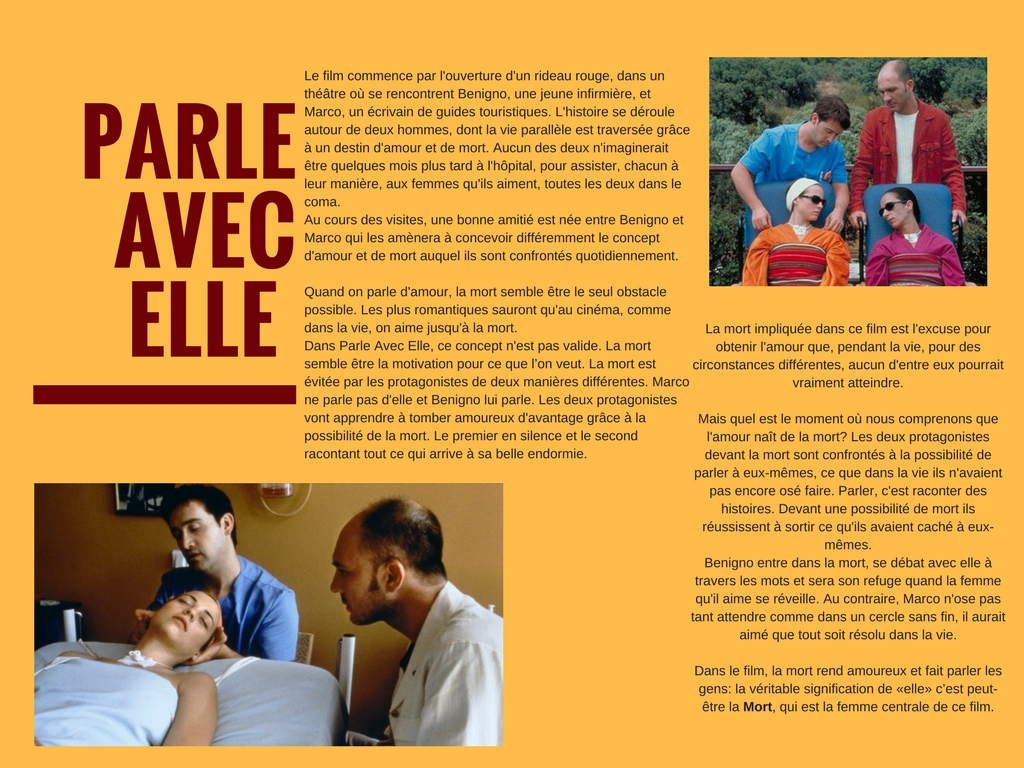 PARLE
AVEC
ELLE
Le film commence par l'ouverture d'un rideau rouge, dans un
théâtre où se rencontrent Benigno, une jeune infirmière, et
Marco, un écrivain de guides touristiques. L'histoire se déroule
autour de deux hommes, dont la vie parallèle est traversée grâce
à un destin d'amour et de mort. Aucun des deux n'imaginerait
être quelques mois plus tard à l'hôpital, pour assister, chacun à
leur manière, aux femmes qu'ils aiment, toutes les deux dans le
coma.
Au cours des visites, une bonne amitié est née entre Benigno et
Marco qui les amènera à concevoir différemment le concept
d'amour et de mort auquel ils sont confrontés quotidiennement.
Quand on parle d'amour, la mort semble être le seul obstacle
possible. Les plus romantiques sauront qu'au cinéma, comme
dans la vie, on aime jusqu'à la mort.
Dans Parle Avec Elle, ce concept n'est pas valide. La mort
semble être la motivation pour ce que l'on veut. La mort est
évitée par les protagonistes de deux manières différentes. Marco
ne parle pas d'elle et Benigno lui parle. Les deux protagonistes
vont apprendre à tomber amoureux d'avantage grâce à la
possibilité de la mort. Le premier en silence et le second
racontant tout ce qui arrive à sa belle endormie.
La mort impliquée dans ce film est l'excuse pour
obtenir l'amour que, pendant la vie, pour des
circonstances différentes, aucun d'entre eux pourrait
vraiment atteindre.
Mais quel est le moment où nous comprenons que
l'amour naît de la mort? Les deux protagonistes
devant la mort sont confrontés à la possibilité de
parler à eux-mêmes, ce que dans la vie ils n'avaient
pas encore osé faire. Parler, c'est raconter des
histoires. Devant une possibilité de mort ils
réussissent à sortir ce qu'ils avaient caché à eux-
mêmes.
Benigno entre dans la mort, se débat avec elle à
travers les mots et sera son refuge quand la femme
qu'il aime se réveille. Au contraire, Marco n'ose pas
tant attendre comme dans un cercle sans fin, il aurait
aimé que tout soit résolu dans la vie.
Dans le film, la mort rend amoureux et fait parler les
gens: la véritable signification de «elle» c'est peut-
être la Mort, qui est la femme centrale de ce film.